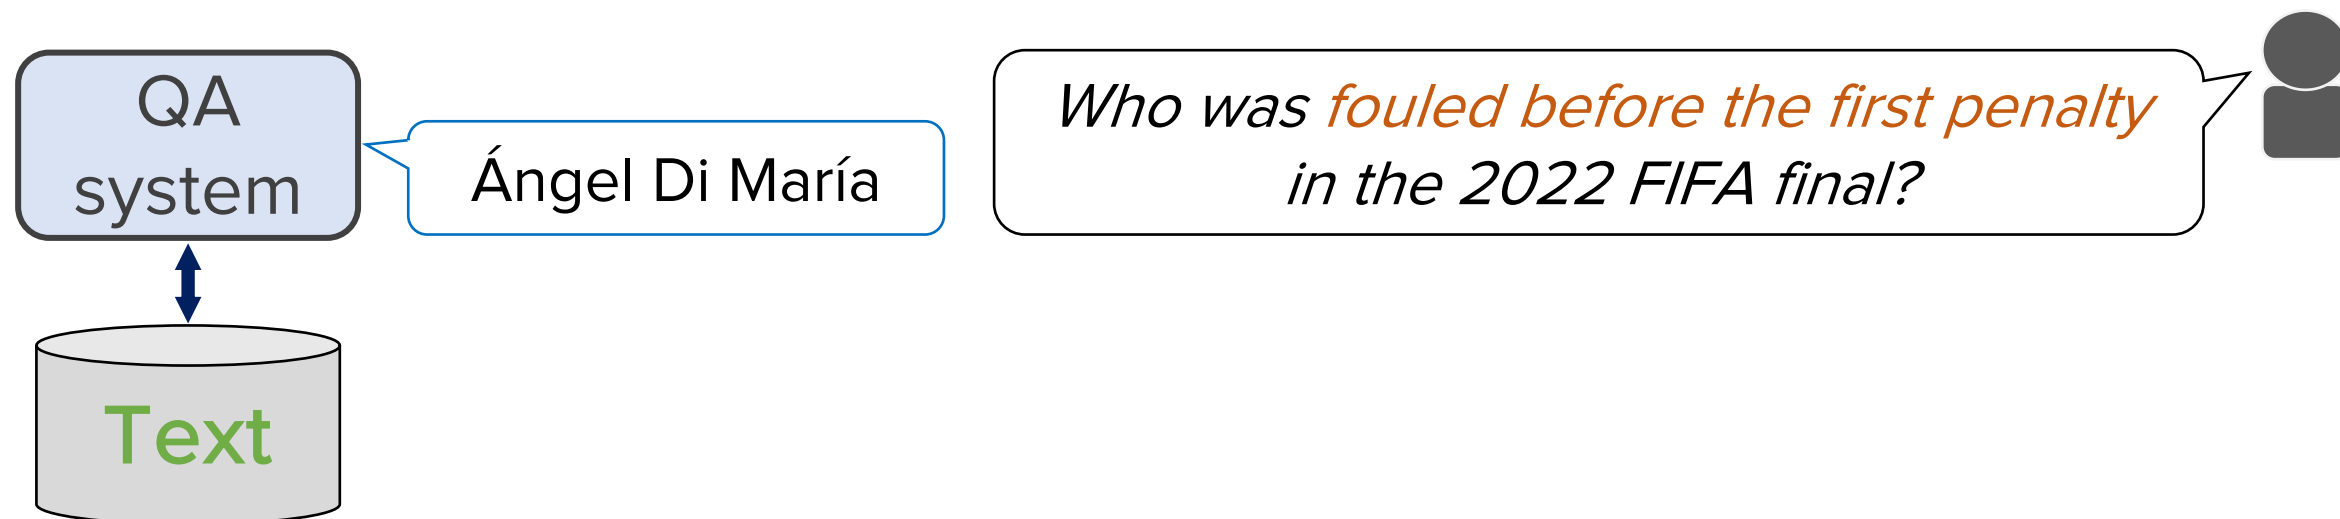 QA
system
Ángel Di María
Who was fouled before the first penalty
in the 2022 FIFA final?
Text